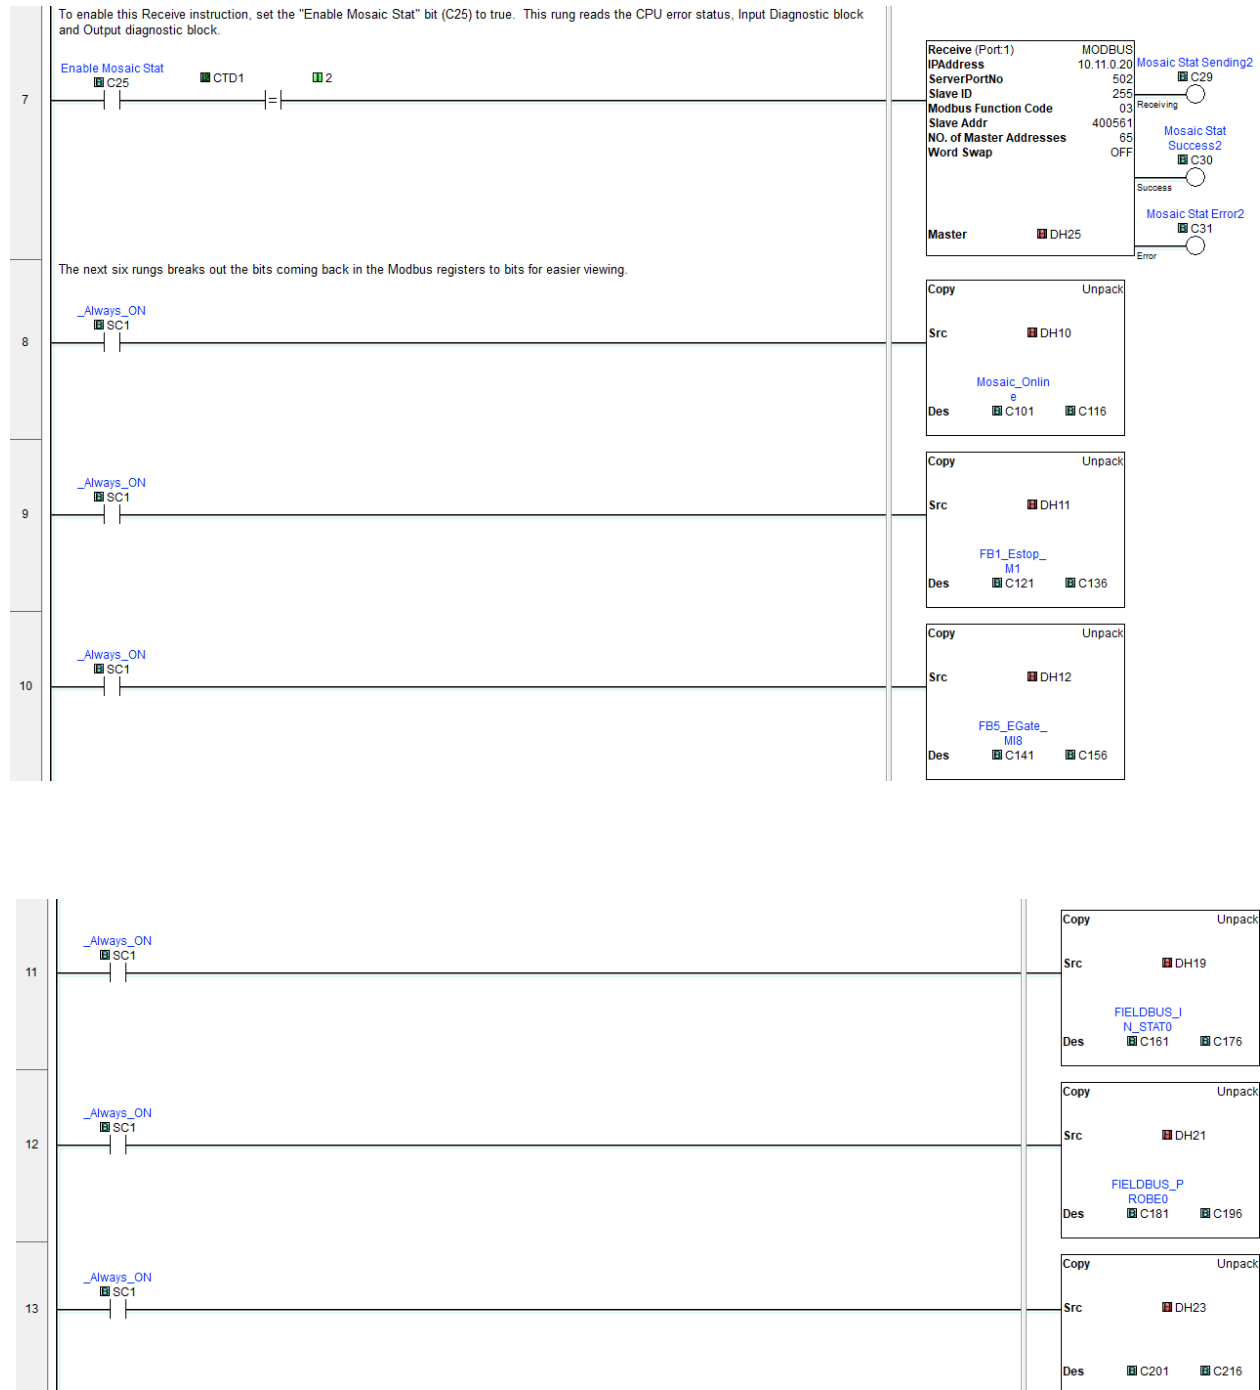 To enable this Receive instruction, set the "Enable Mosaic Stat" bit (C25) to true.  This rung reads the CPU error status, Input Diagnostic block
and Output diagnostic block.
Enable Mosaic Stat
C25
CTD1
2
7
=
Receive (Port:1) MODBUS
IPAddress 10.11.0.20
ServerPortNo 502
Slave ID 255
Modbus Function Code 03
Slave Addr 400561
NO. of Master Addresses 65
Word Swap OFF
Master DH25
Mosaic Stat Sending2
C29
Receiving
Mosaic Stat
Success2
C30
Success
Mosaic Stat Error2
C31
Error
The next six rungs breaks out the bits coming back in the Modbus registers to bits for easier viewing.
_Always_ON
SC1
8
Copy Unpack
Src DH10
Mosaic_Onlin
e
Des C101 C116
_Always_ON
SC1
9
Copy Unpack
Src DH11
FB1_Estop_
M1
Des C121 C136
_Always_ON
SC1
10
Copy Unpack
Src DH12
FB5_EGate_
MI8
Des C141 C156
_Always_ON
SC1
11
Copy Unpack
Src DH19
FIELDBUS_I
N_STAT0
Des C161 C176
_Always_ON
SC1
12
Copy Unpack
Src DH21
FIELDBUS_P
ROBE0
Des C181 C196
_Always_ON
SC1
13
Copy Unpack
Src DH23
Des C201 C216